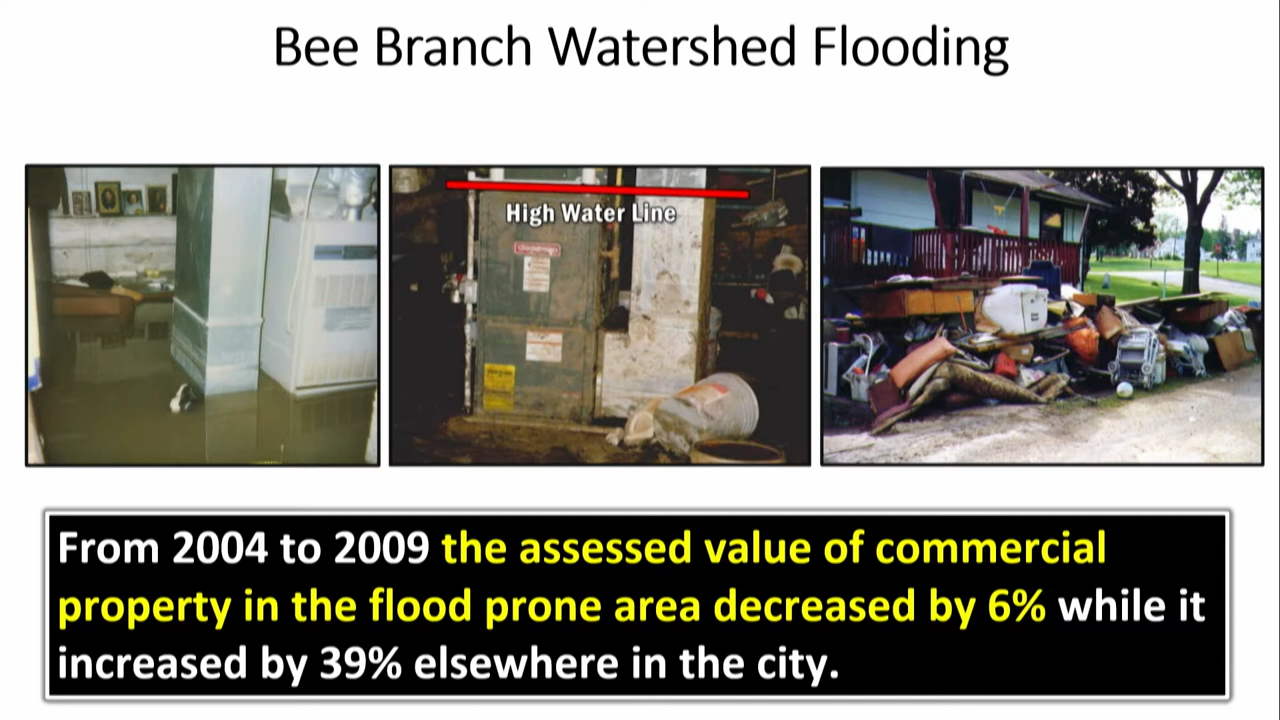 Bee Branch Watershed Flooding
High Water Line
From 2004 to 2009 the assessed value of commercial
property in the flood prone area decreased by 6% while it
increased by 39% elsewhere in the city.